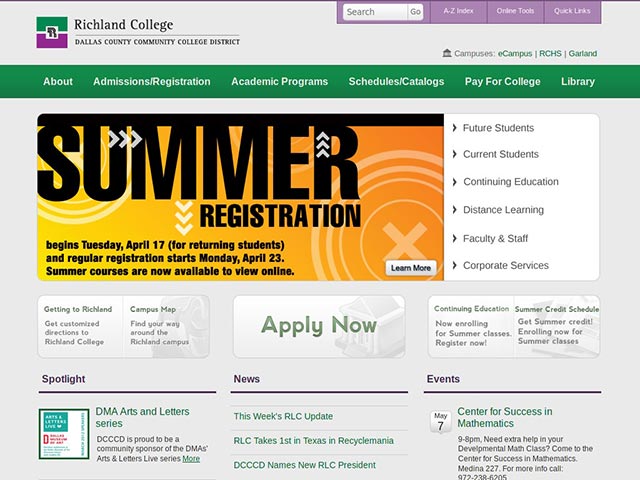 Richland College
DALLAS COUNTY COMMUNITY COLLEGE DISTRICT
Search
Go
A-Z Index
Online Tools
Quick Links
Campuses: eCampus | RCHS | Garland
About
Admissions/Registration
Academic Programs
Schedules/Catalogs
Pay For College
Library
SUMMER
REGISTRATION
begins Tuesday, April 17 (for returning students)
and regular registration starts Monday, April 23.
Summer courses are now available to view online.
Learn More
Future Students
Current Students
Continuing Education
Distance Learning
Faculty & Staff
Corporate Services
Getting to Richland
Get customized
directions to
Richland College
Campus Map
Find your way
around the
Richland campus
Apply Now
Continuing Education
Now enrolling
for Summer classes.
Register now!
Summer Credit Schedule
Get Summer credit!
Enrolling now for
Summer classes
Spotlight
ARTS &
LETTERS
LIVE
DALLAS
MUSEUM
OF ART
DMA Arts and Letters
series
DCCCD is proud to be a
community sponsor of the DMAs'
Arts & Letters Live series More
News
This Week's RLC Update
RLC Takes 1st in Texas in Recyclemania
DCCCD Names New RLC President
Events
May
7
Center for Success in
Mathematics
9-8pm, Need extra help in your
Develpmental Math Class? Come to the
Center for Success in Mathematics.
Medina 227. For more info call:
972-238-6205